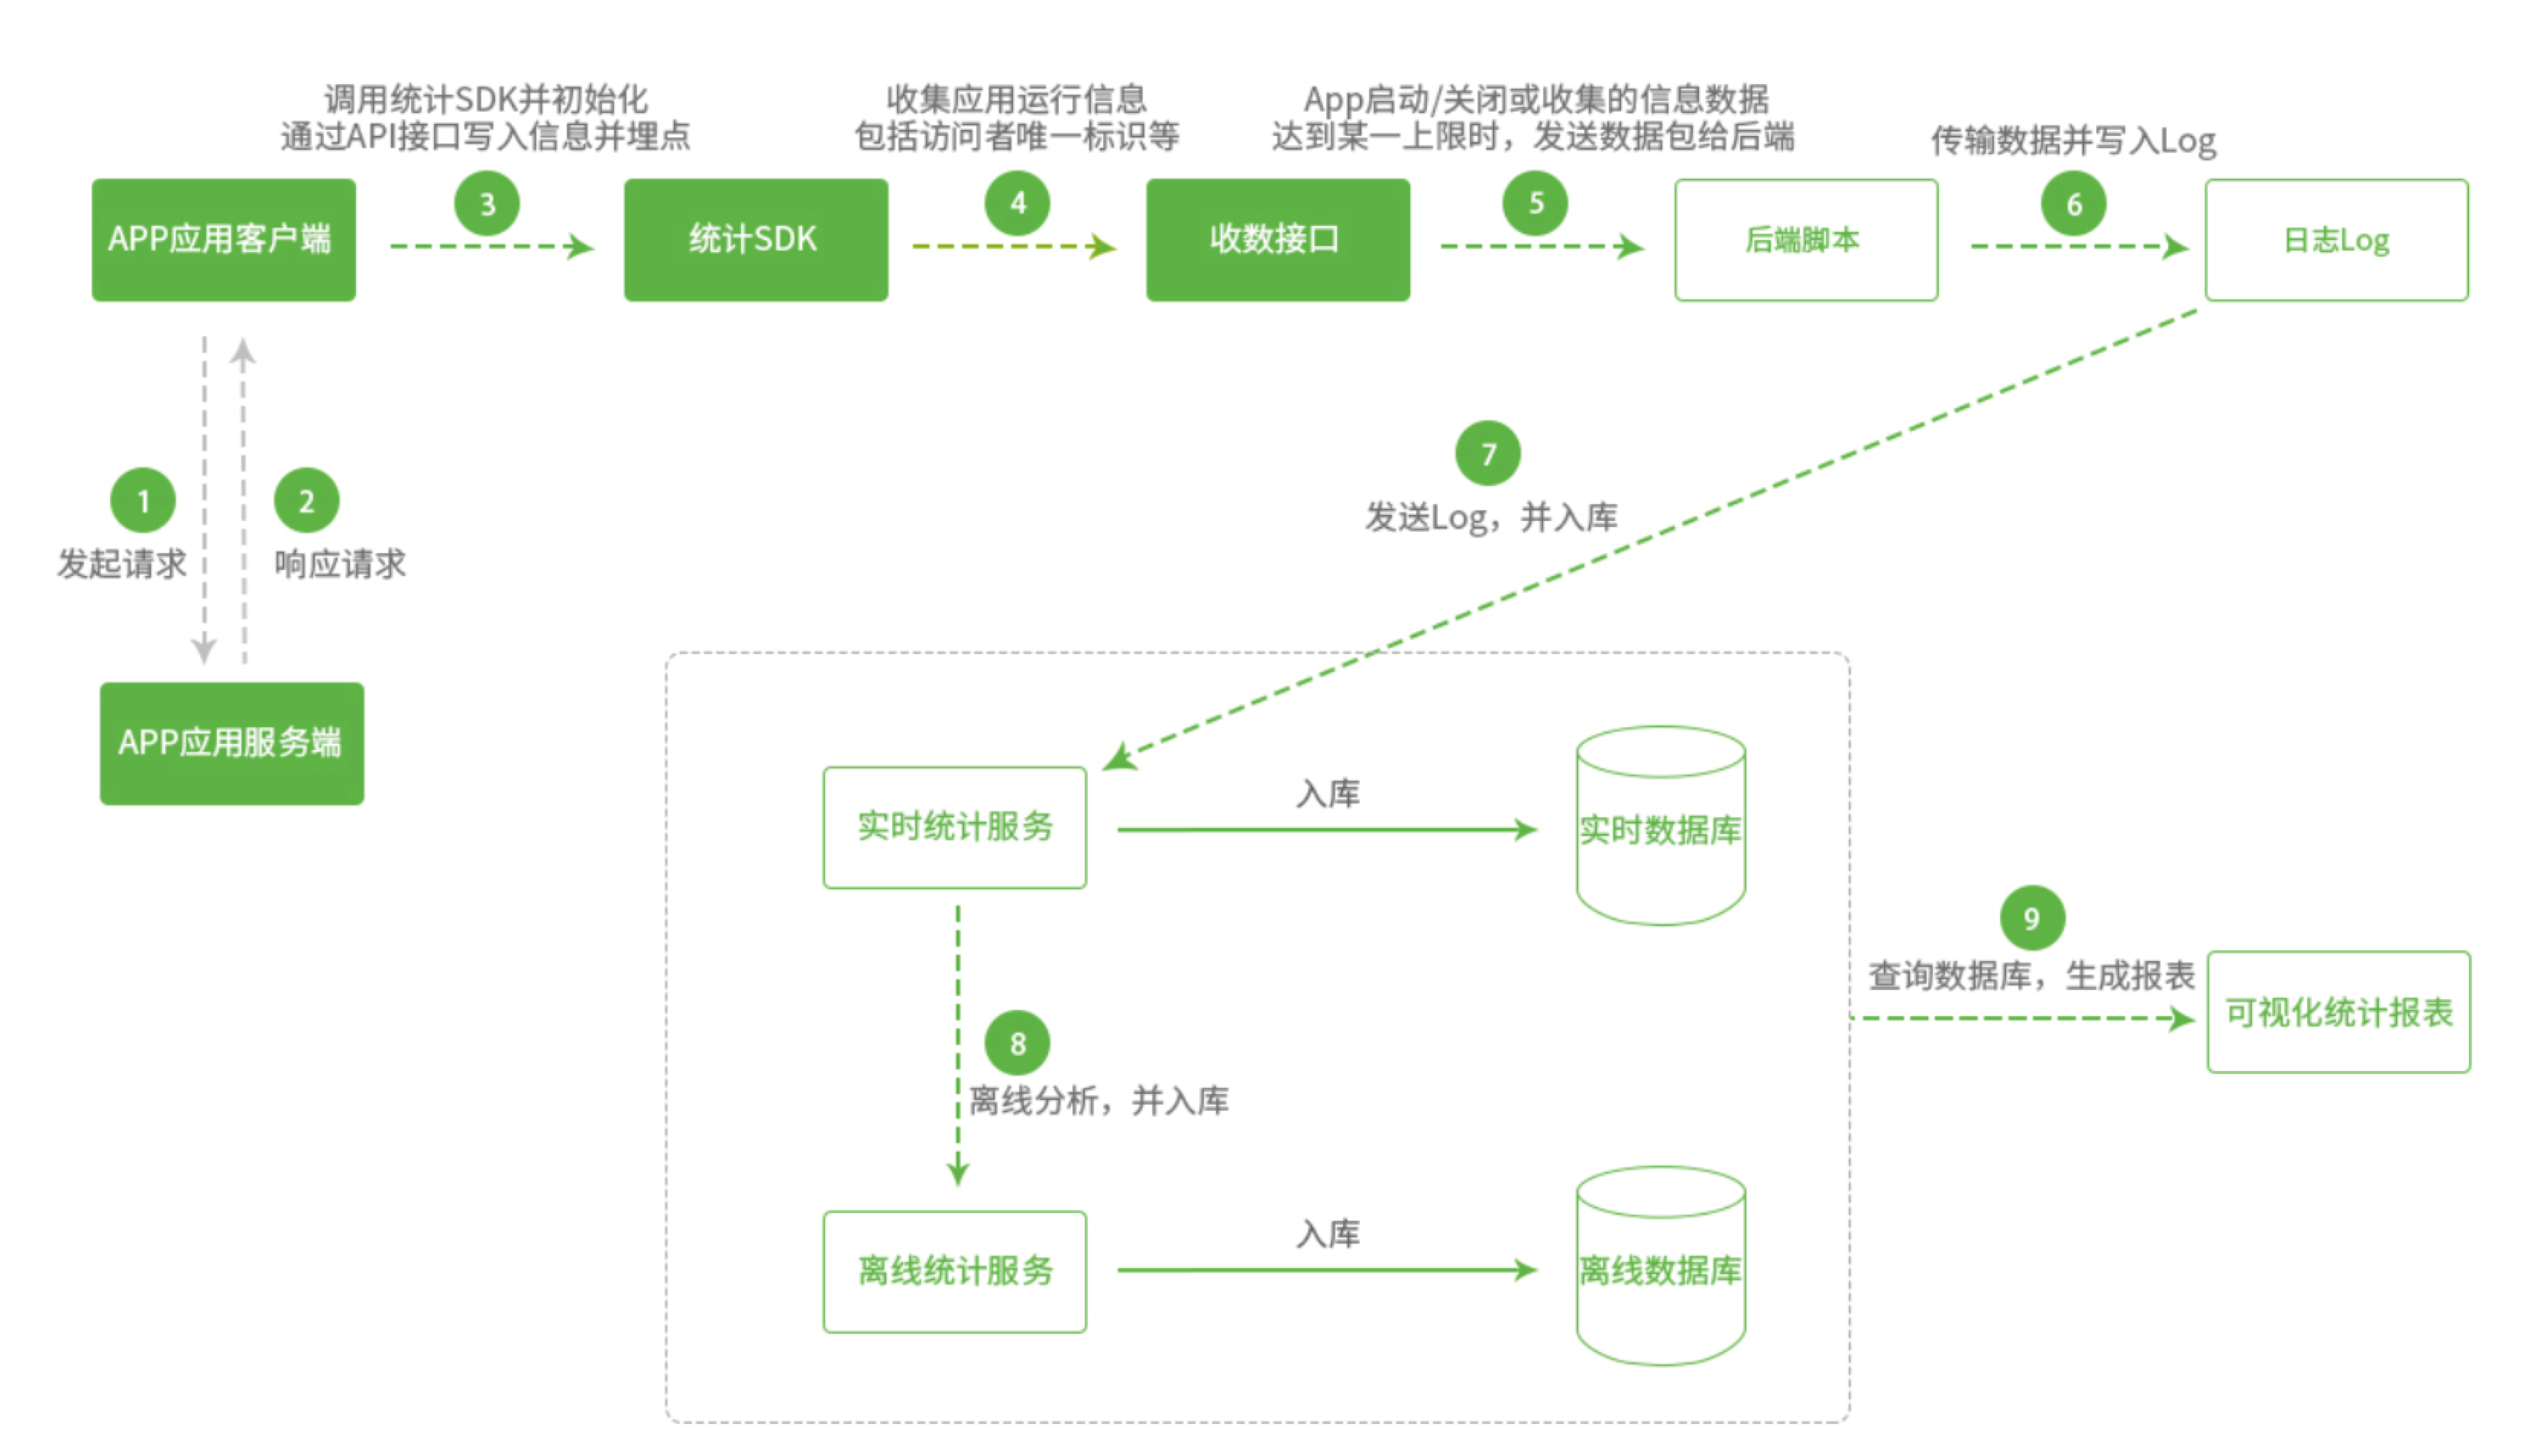 调用统计SDK并初始化
通过API接口写入信息并埋点
收集应用运行信息
包括访问者唯一标识等
App启动/关闭或收集的信息数据
达到某一上限时，发送数据包给后端
传输数据并写入Log
3
4
5
6
APP应用客户端
统计SDK
收数接口
后端脚本
日志Log
1
发起请求
2
响应请求
7
发送Log，并入库
APP应用服务端
实时统计服务
入库
实时数据库
8
离线分析，并入库
9
查询数据库，生成报表
可视化统计报表
离线统计服务
入库
离线数据库